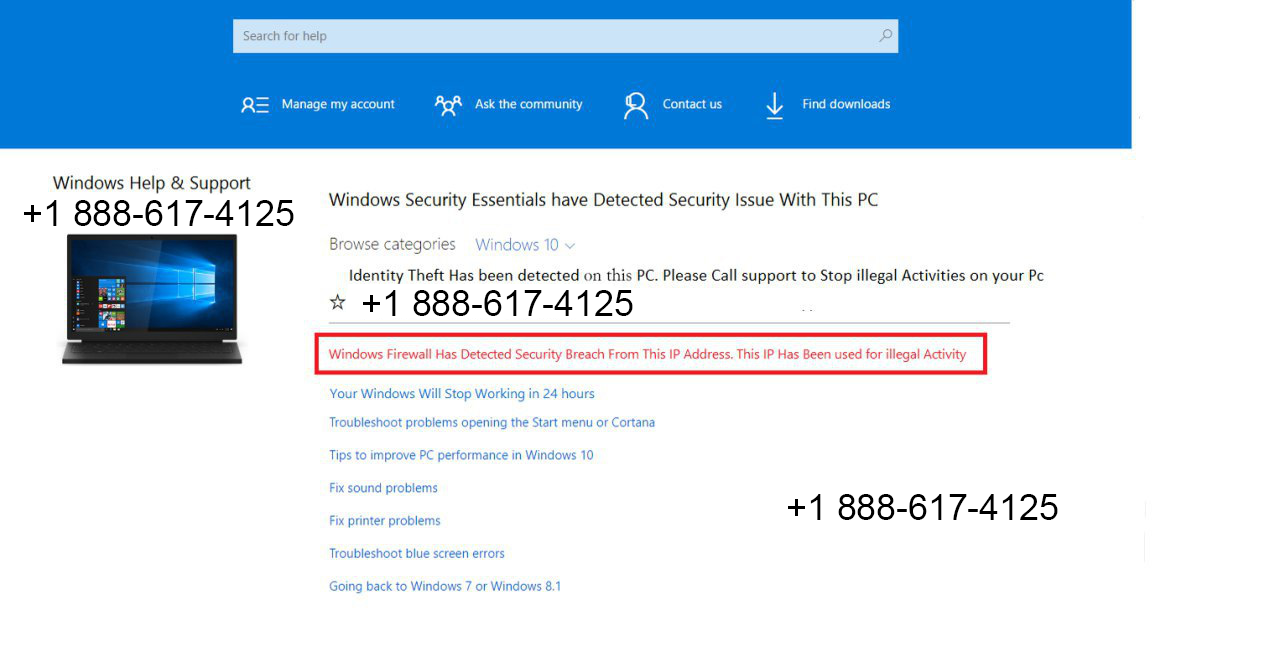 Search for help
Manage my account
Ask the community
Contact us
Find downloads
Windows Help & Support
+1 888-617-4125
Windows Security Essentials have Detected Security Issue With This PC
Browse categories Windows 10
Identity Theft Has been detected on this PC. Please Call support to Stop illegal Activities on your Pc
+1 888-617-4125
Windows Firewall Has Detected Security Breach From This IP Address. This IP Has Been used for illegal Activity
Your Windows Will Stop Working in 24 hours
Troubleshoot problems opening the Start menu or Cortana
Tips to improve PC performance in Windows 10
Fix sound problems
+1 888-617-4125
Fix printer problems
Troubleshoot blue screen errors
Going back to Windows 7 or Windows 8.1